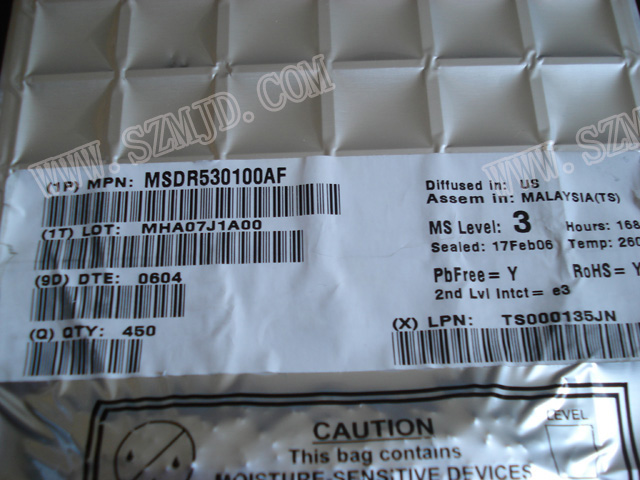 WWW.SZMJD.COM
(1P) MPN: MSDR530100AF
(1T) LOT: MHA07J1A00
(9D) DTE: 0604
(Q) QTY: 450
Diffused in: US
Assem in: MALAYSIA(TS)
MS Level: 3 Hours: 168
Sealed: 17Feb06 Temp: 260
PbFree= Y RoHS= Y
2nd Lvl Intct= e3
(X) LPN: TS000135JN
LEVEL
CAUTION
This bag contains
MOISTURE-SENSITIVE DEVICES